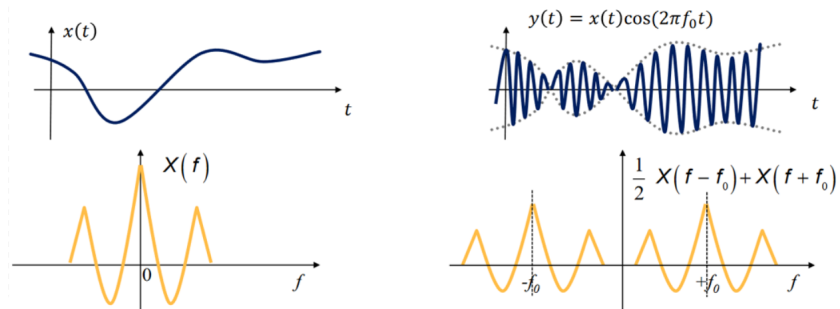 x(t)
t
X(f)
0
f
y(t) = x(t)cos(2πf₀t)
t
1/2 X(f − f₀)+X(f + f₀)
-f₀
+f₀
f